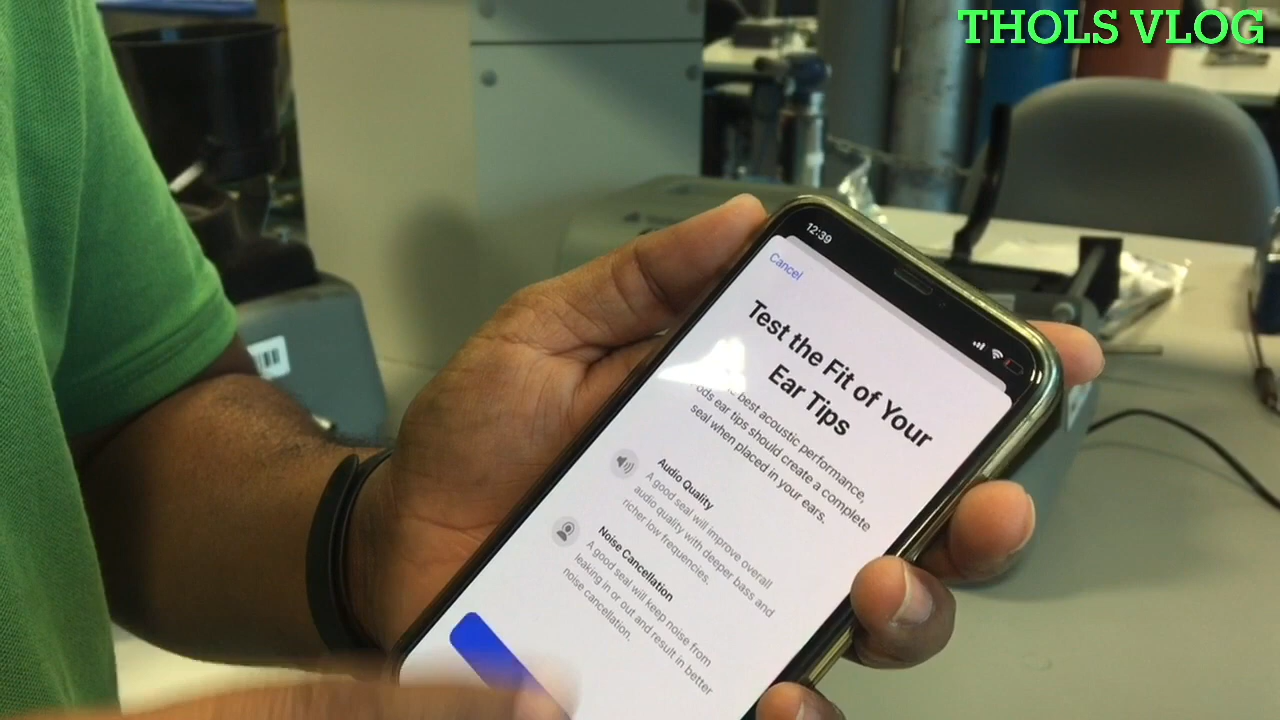 THOLS VLOG
12:39
Cancel
Test the Fit of Your
Ear Tips
best acoustic performance,
ear tips should create a complete
seal when placed in your ears.
Audio Quality
A good seal will improve overall
audio quality with deeper bass and
richer low frequencies.
Noise Cancellation
A good seal will keep noise from
leaking in or out and result in better
noise cancellation.